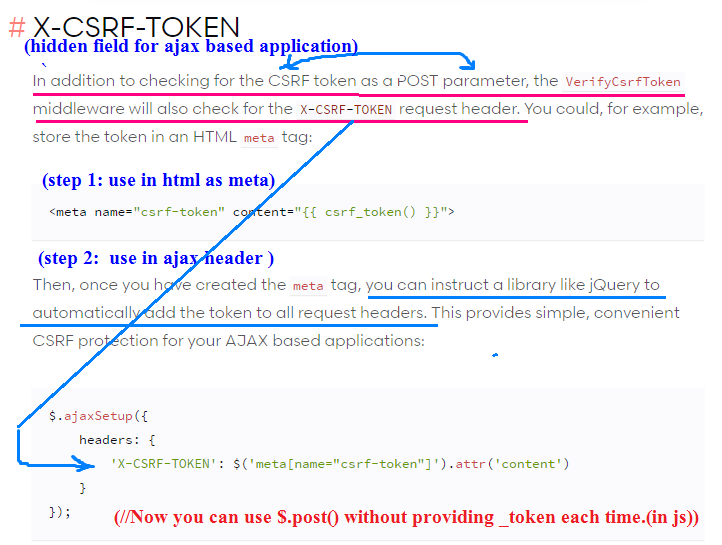 # X-CSRF-TOKEN
(hidden field for ajax based application)
In addition to checking for the CSRF token as a POST parameter, the VerifyCsrfToken
middleware will also check for the X-CSRF-TOKEN request header. You could, for example,
store the token in an HTML meta tag:
(step 1: use in html as meta)
<meta name="csrf-token" content="{{ csrf_token() }}">
(step 2:  use in ajax header )
Then, once you have created the meta tag, you can instruct a library like jQuery to
automatically add the token to all request headers. This provides simple, convenient
CSRF protection for your AJAX based applications:
$.ajaxSetup({
    headers: {
        'X-CSRF-TOKEN': $('meta[name="csrf-token"]').attr('content')
    }
});
(//Now you can use $.post() without providing _token each time.(in js))